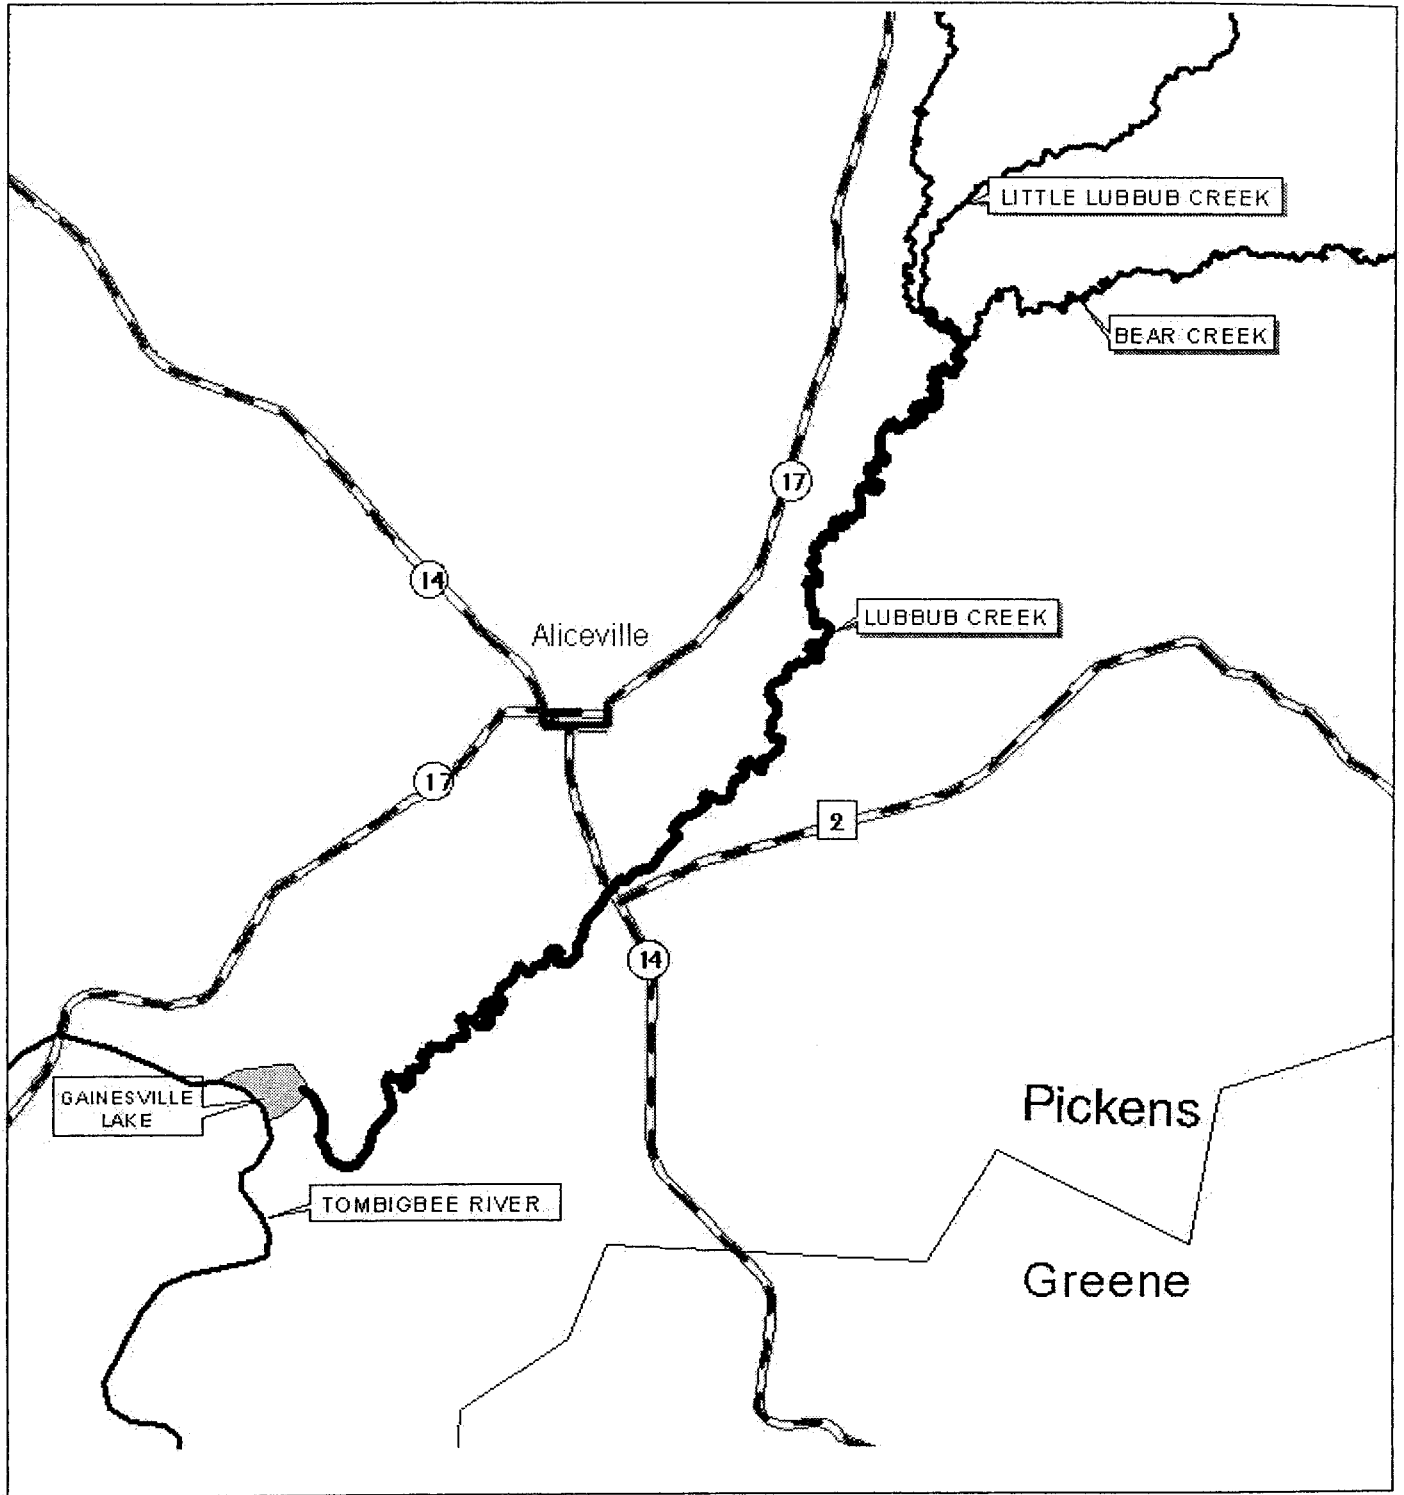 LITTLE LUBBUB CREEK
BEAR CREEK
17
14
LUBBUB CREEK
Aliceville
17
2
14
GAINESVILLE
LAKE
Pickens
TOMBIGBEE RIVER
Greene